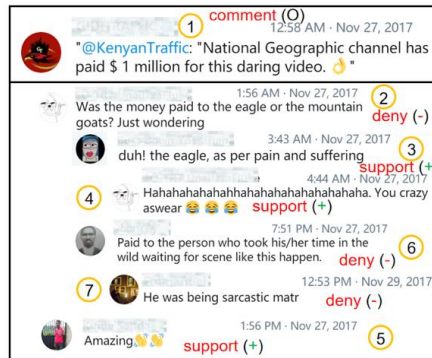 comment (O)
1
12:58 AM · Nov 27, 2017
"@KenyanTraffic: "National Geographic channel has
paid $ 1 million for this daring video. 👌"
1:56 AM · Nov 27, 2017
2
Was the money paid to the eagle or the mountain
goats? Just wondering
deny (-)
3:43 AM · Nov 27, 2017
3
duh! the eagle, as per pain and suffering
support (+
4:44 AM · Nov 27, 2017
4
Hahahahahahahhahahahahahahahahaha. You crazy
aswear 😂 😂 😂
support (+)
7:51 PM · Nov 27, 2017
6
Paid to the person who took his/her time in the
wild waiting for scene like this happen.
deny (-)
12:53 PM · Nov 29, 2017
7
He was being sarcastic matr
deny (-)
1:56 PM · Nov 27, 2017
5
Amazing👏👏
support (+)